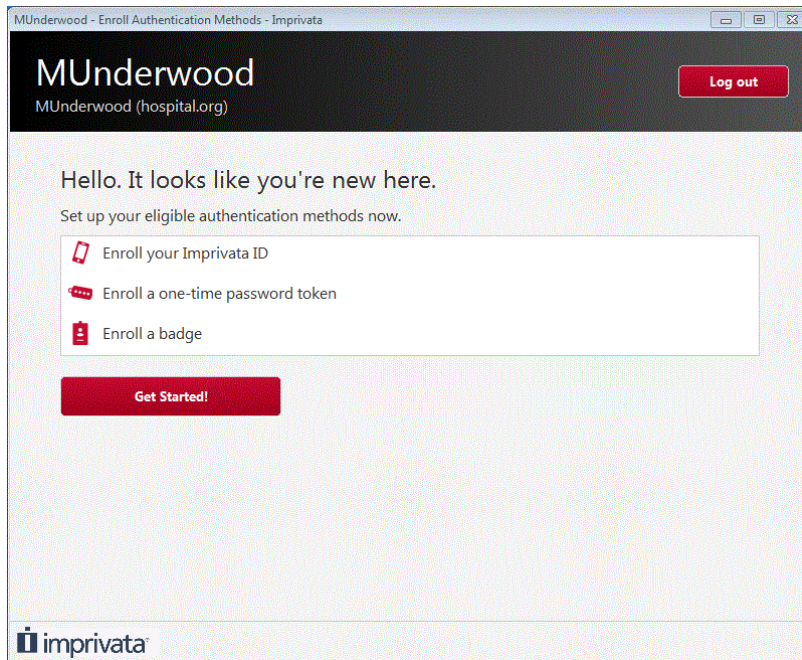 MUnderwood - Enroll Authentication Methods - Imprivata
MUnderwood
MUnderwood (hospital.org)
Log out
Hello. It looks like you're new here.
Set up your eligible authentication methods now.
Enroll your Imprivata ID
Enroll a one-time password token
Enroll a badge
Get Started!
imprivata